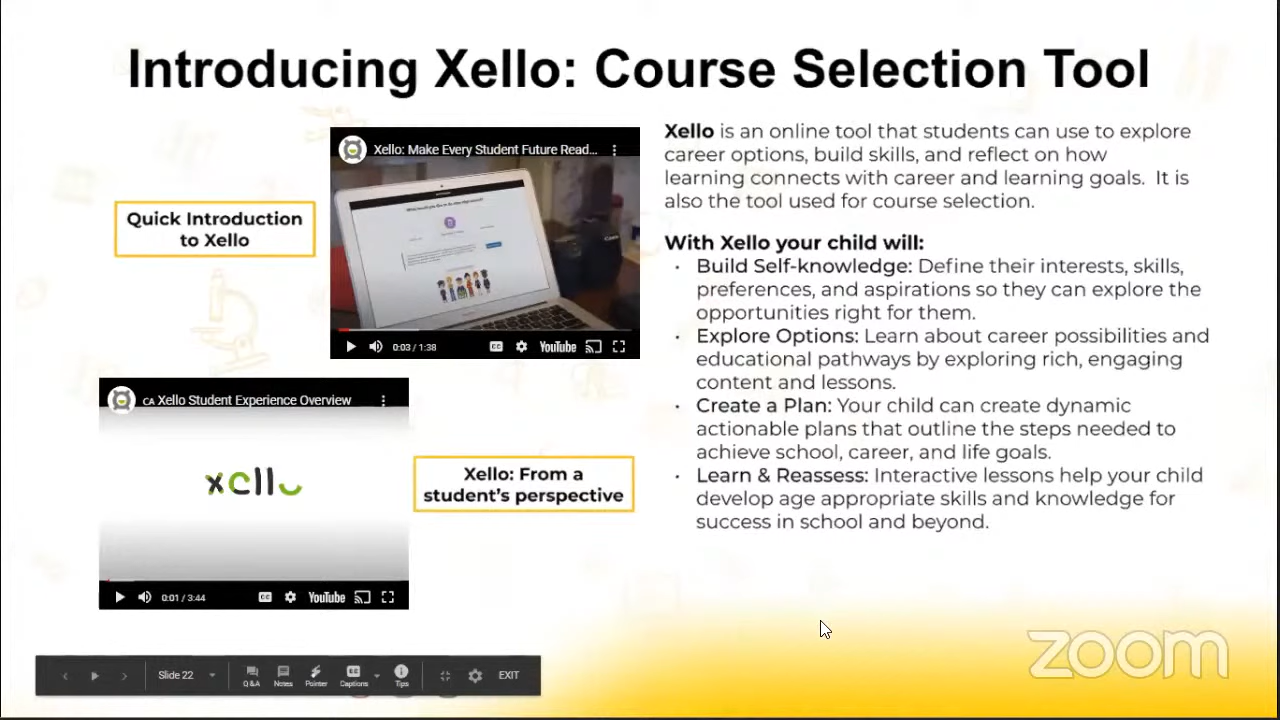 Introducing Xello: Course Selection Tool
Xello: Make Every Student Future Read...
Quick Introduction
to Xello
0:03 / 1:38
CC
YouTube
CA Xello Student Experience Overview
xello
Xello: From a
student's perspective
0:01 / 3:44
CC
YouTube
Xello is an online tool that students can use to explore
career options, build skills, and reflect on how
learning connects with career and learning goals. It is
also the tool used for course selection.
With Xello your child will:
· Build Self-knowledge: Define their interests, skills,
preferences, and aspirations so they can explore the
opportunities right for them.
· Explore Options: Learn about career possibilities and
educational pathways by exploring rich, engaging
content and lessons.
· Create a Plan: Your child can create dynamic
actionable plans that outline the steps needed to
achieve school, career, and life goals.
· Learn & Reassess: Interactive lessons help your child
develop age appropriate skills and knowledge for
success in school and beyond.
Slide 22
Q&A
Notes
Pointer
CC
Captions
Tips
EXIT
zoom